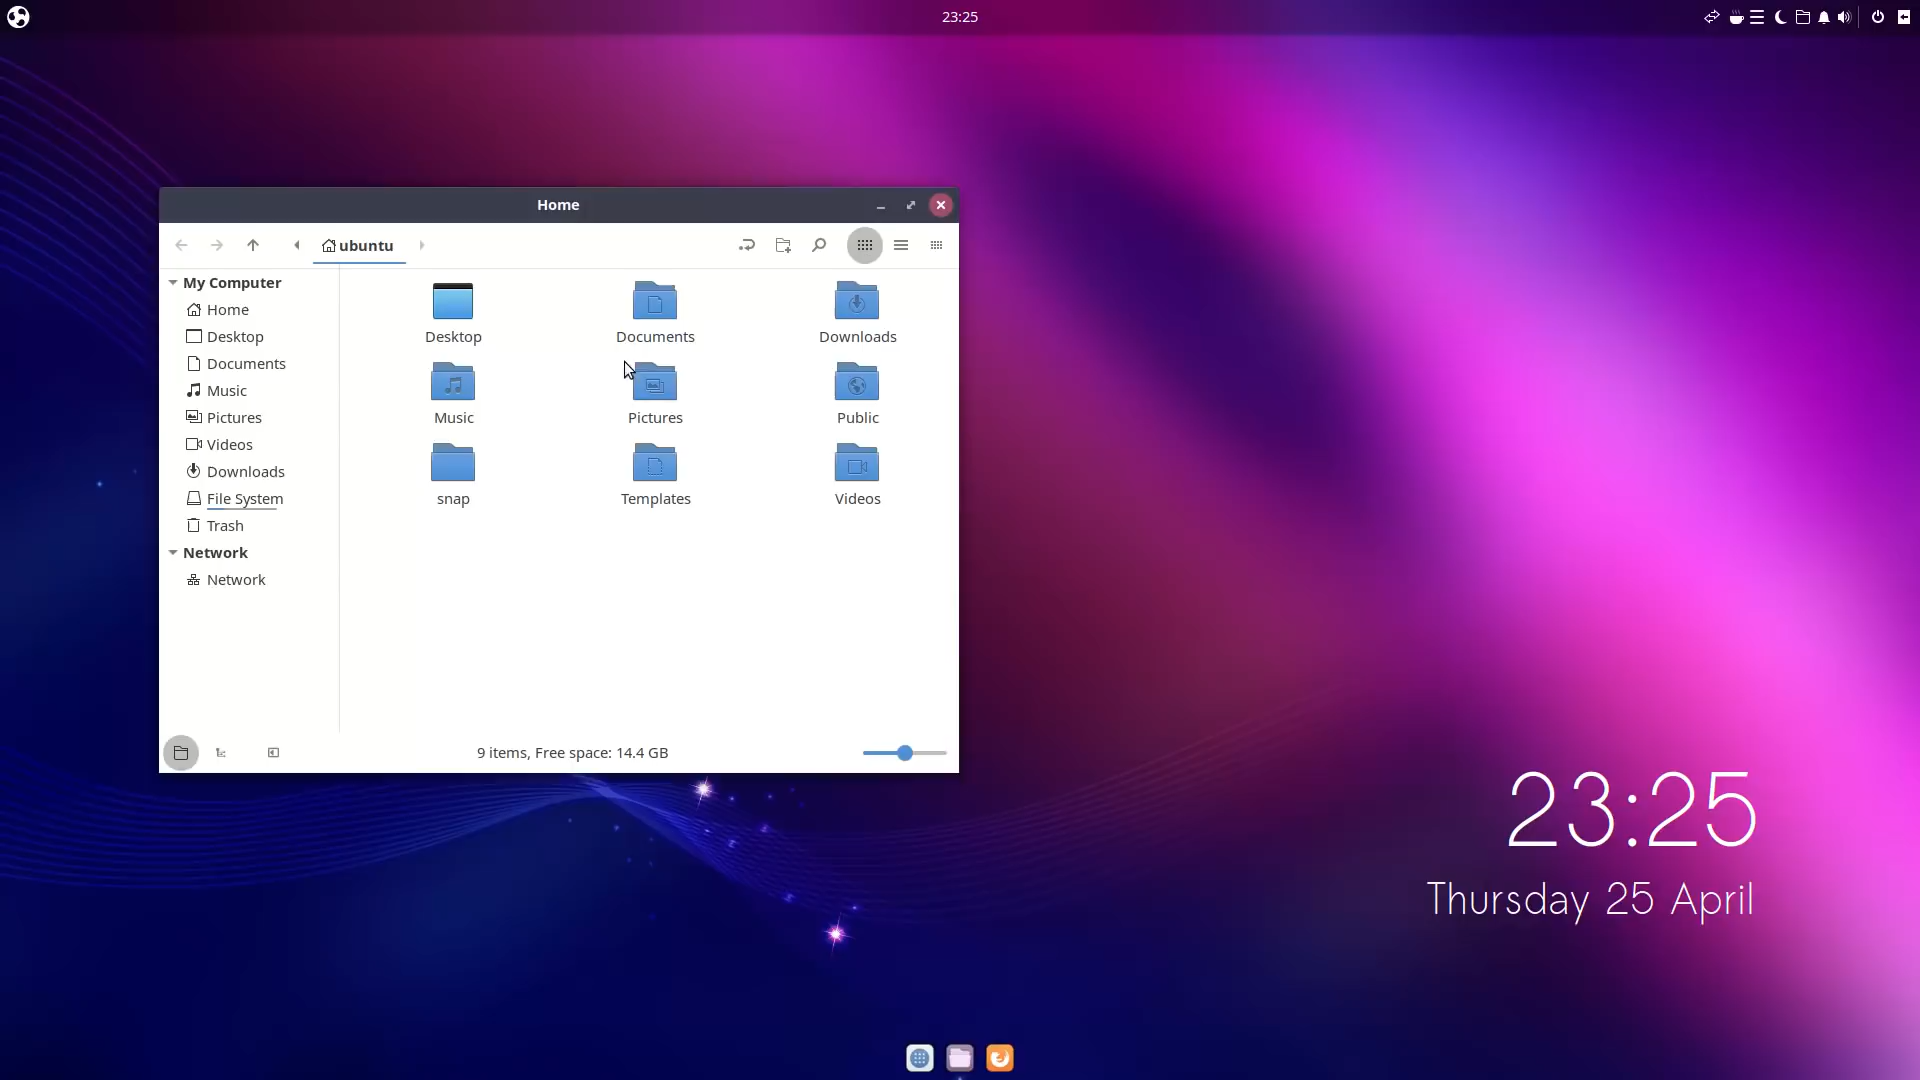 23:25
Home
ubuntu
My Computer
Home
Desktop
Documents
Music
Pictures
Videos
Downloads
File System
Trash
Network
Network
Desktop
Documents
Downloads
Music
Pictures
Public
snap
Templates
Videos
9 items, Free space: 14.4 GB
23:25
Thursday 25 April